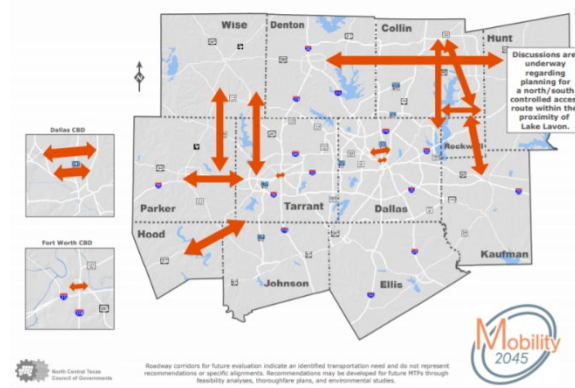 Wise
Denton
Collin
Hunt
Discussions are
underway
regarding
planning for
a north/south
controlled access
route within the
proximity of
Lake Lavon.
Rockwall
Dallas CBD
Parker
Tarrant
Dallas
Hood
Kaufman
Fort Worth CBD
Johnson
Ellis
Mobility
2045
North Central Texas
Council of Governments
Roadway corridors for future evaluation indicate an identified transportation need and do not represent
recommendations or specific alignments. Recommendations may be developed for future MTPs through
feasibility analyses, thoroughfare plans, and environmental studies.